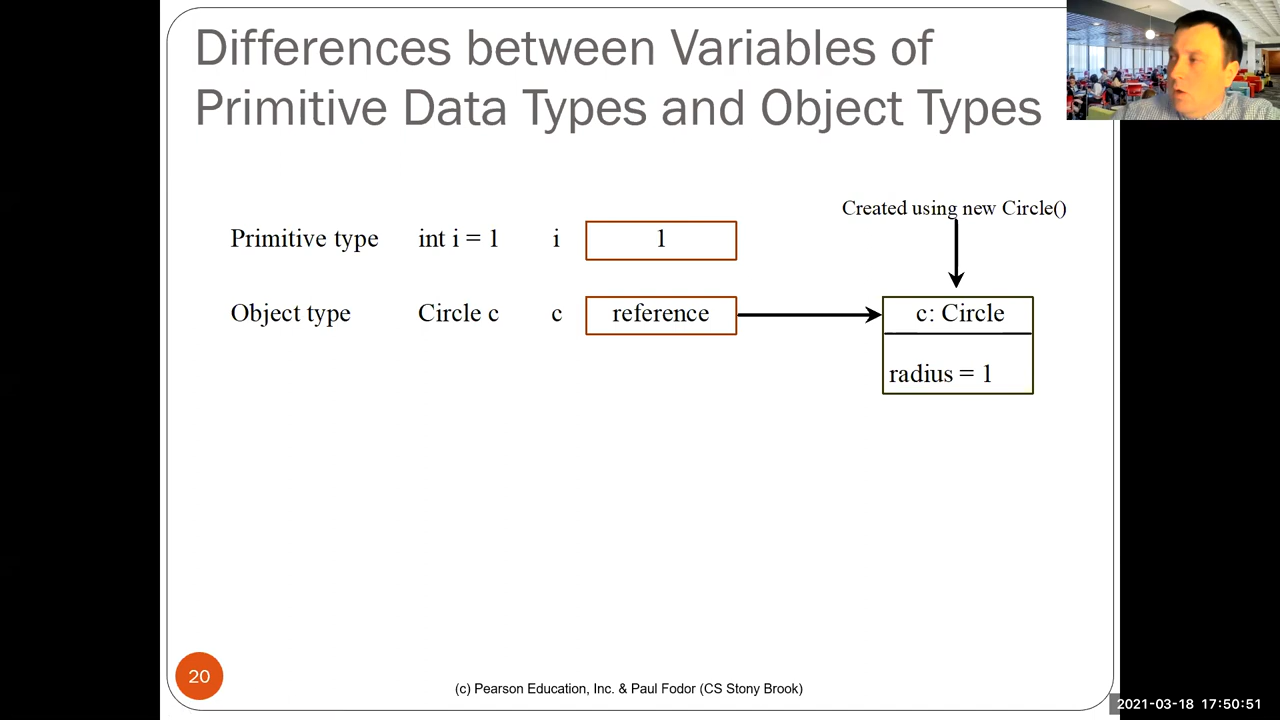 Differences between Variables of
Primitive Data Types and Object Types
Created using new Circle()
Primitive type int i = 1 i 1
Object type Circle c c reference c: Circle
radius = 1
20
(c) Pearson Education, Inc. & Paul Fodor (CS Stony Brook)
2021-03-18 17:50:51